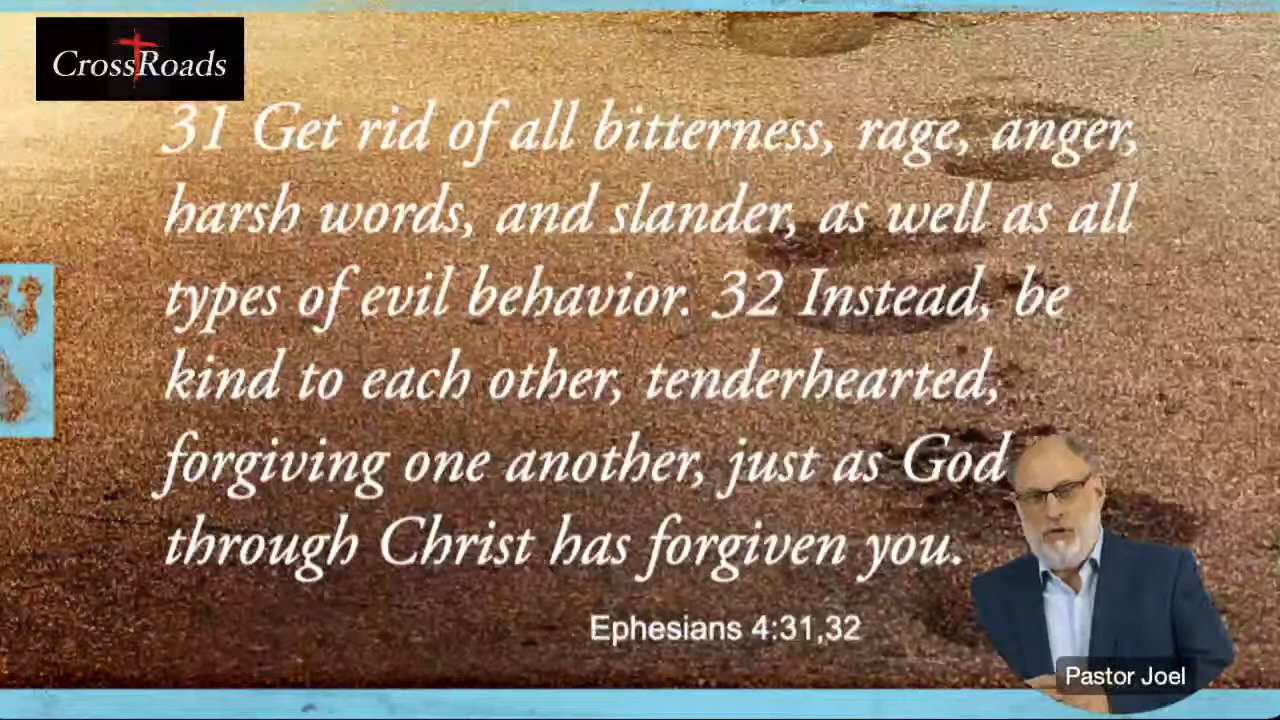 CrossRoads
31 Get rid of all bitterness, rage, anger,
harsh words, and slander, as well as all
types of evil behavior. 32 Instead, be
kind to each other, tenderhearted,
forgiving one another, just as God
through Christ has forgiven you.
Ephesians 4:31,32
Pastor Joel